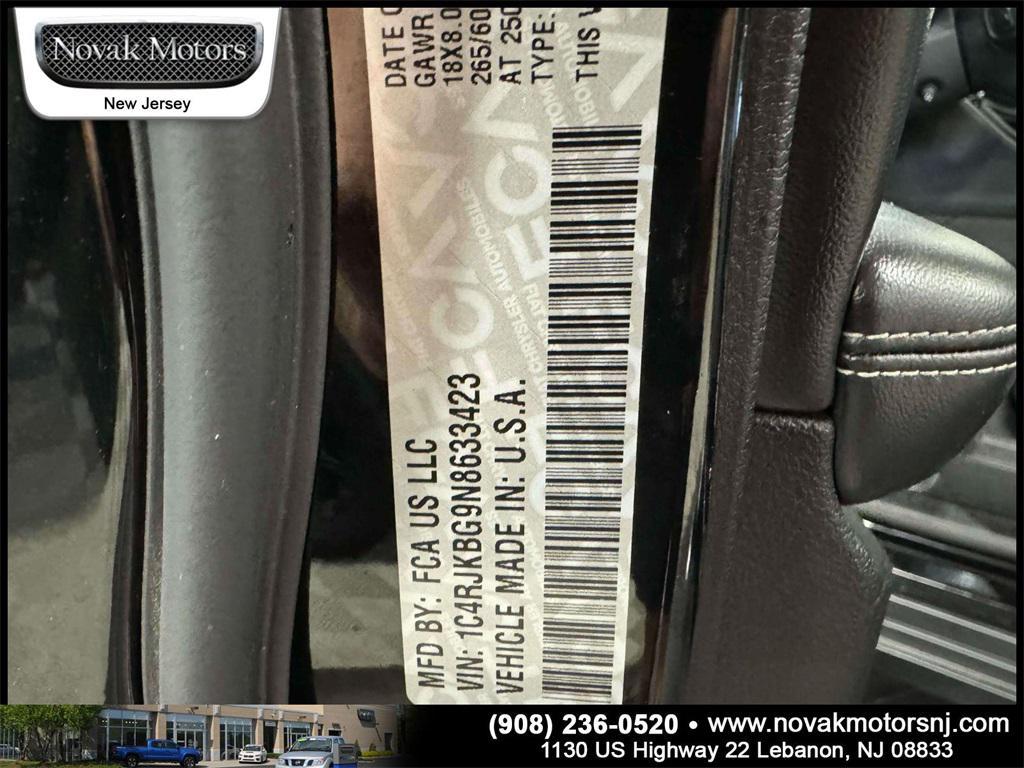 Novak Motors
New Jersey
DATE O
GAWR
18X8.0
265/60
AT 250
TYPE:
THIS V
MFD BY: FCA US LLC
VIN: 1C4RJKBG9N8633423
VEHICLE MADE IN: U.S.A.
(908) 236-0520 • www.novakmotorsnj.com
1130 US Highway 22 Lebanon, NJ 08833